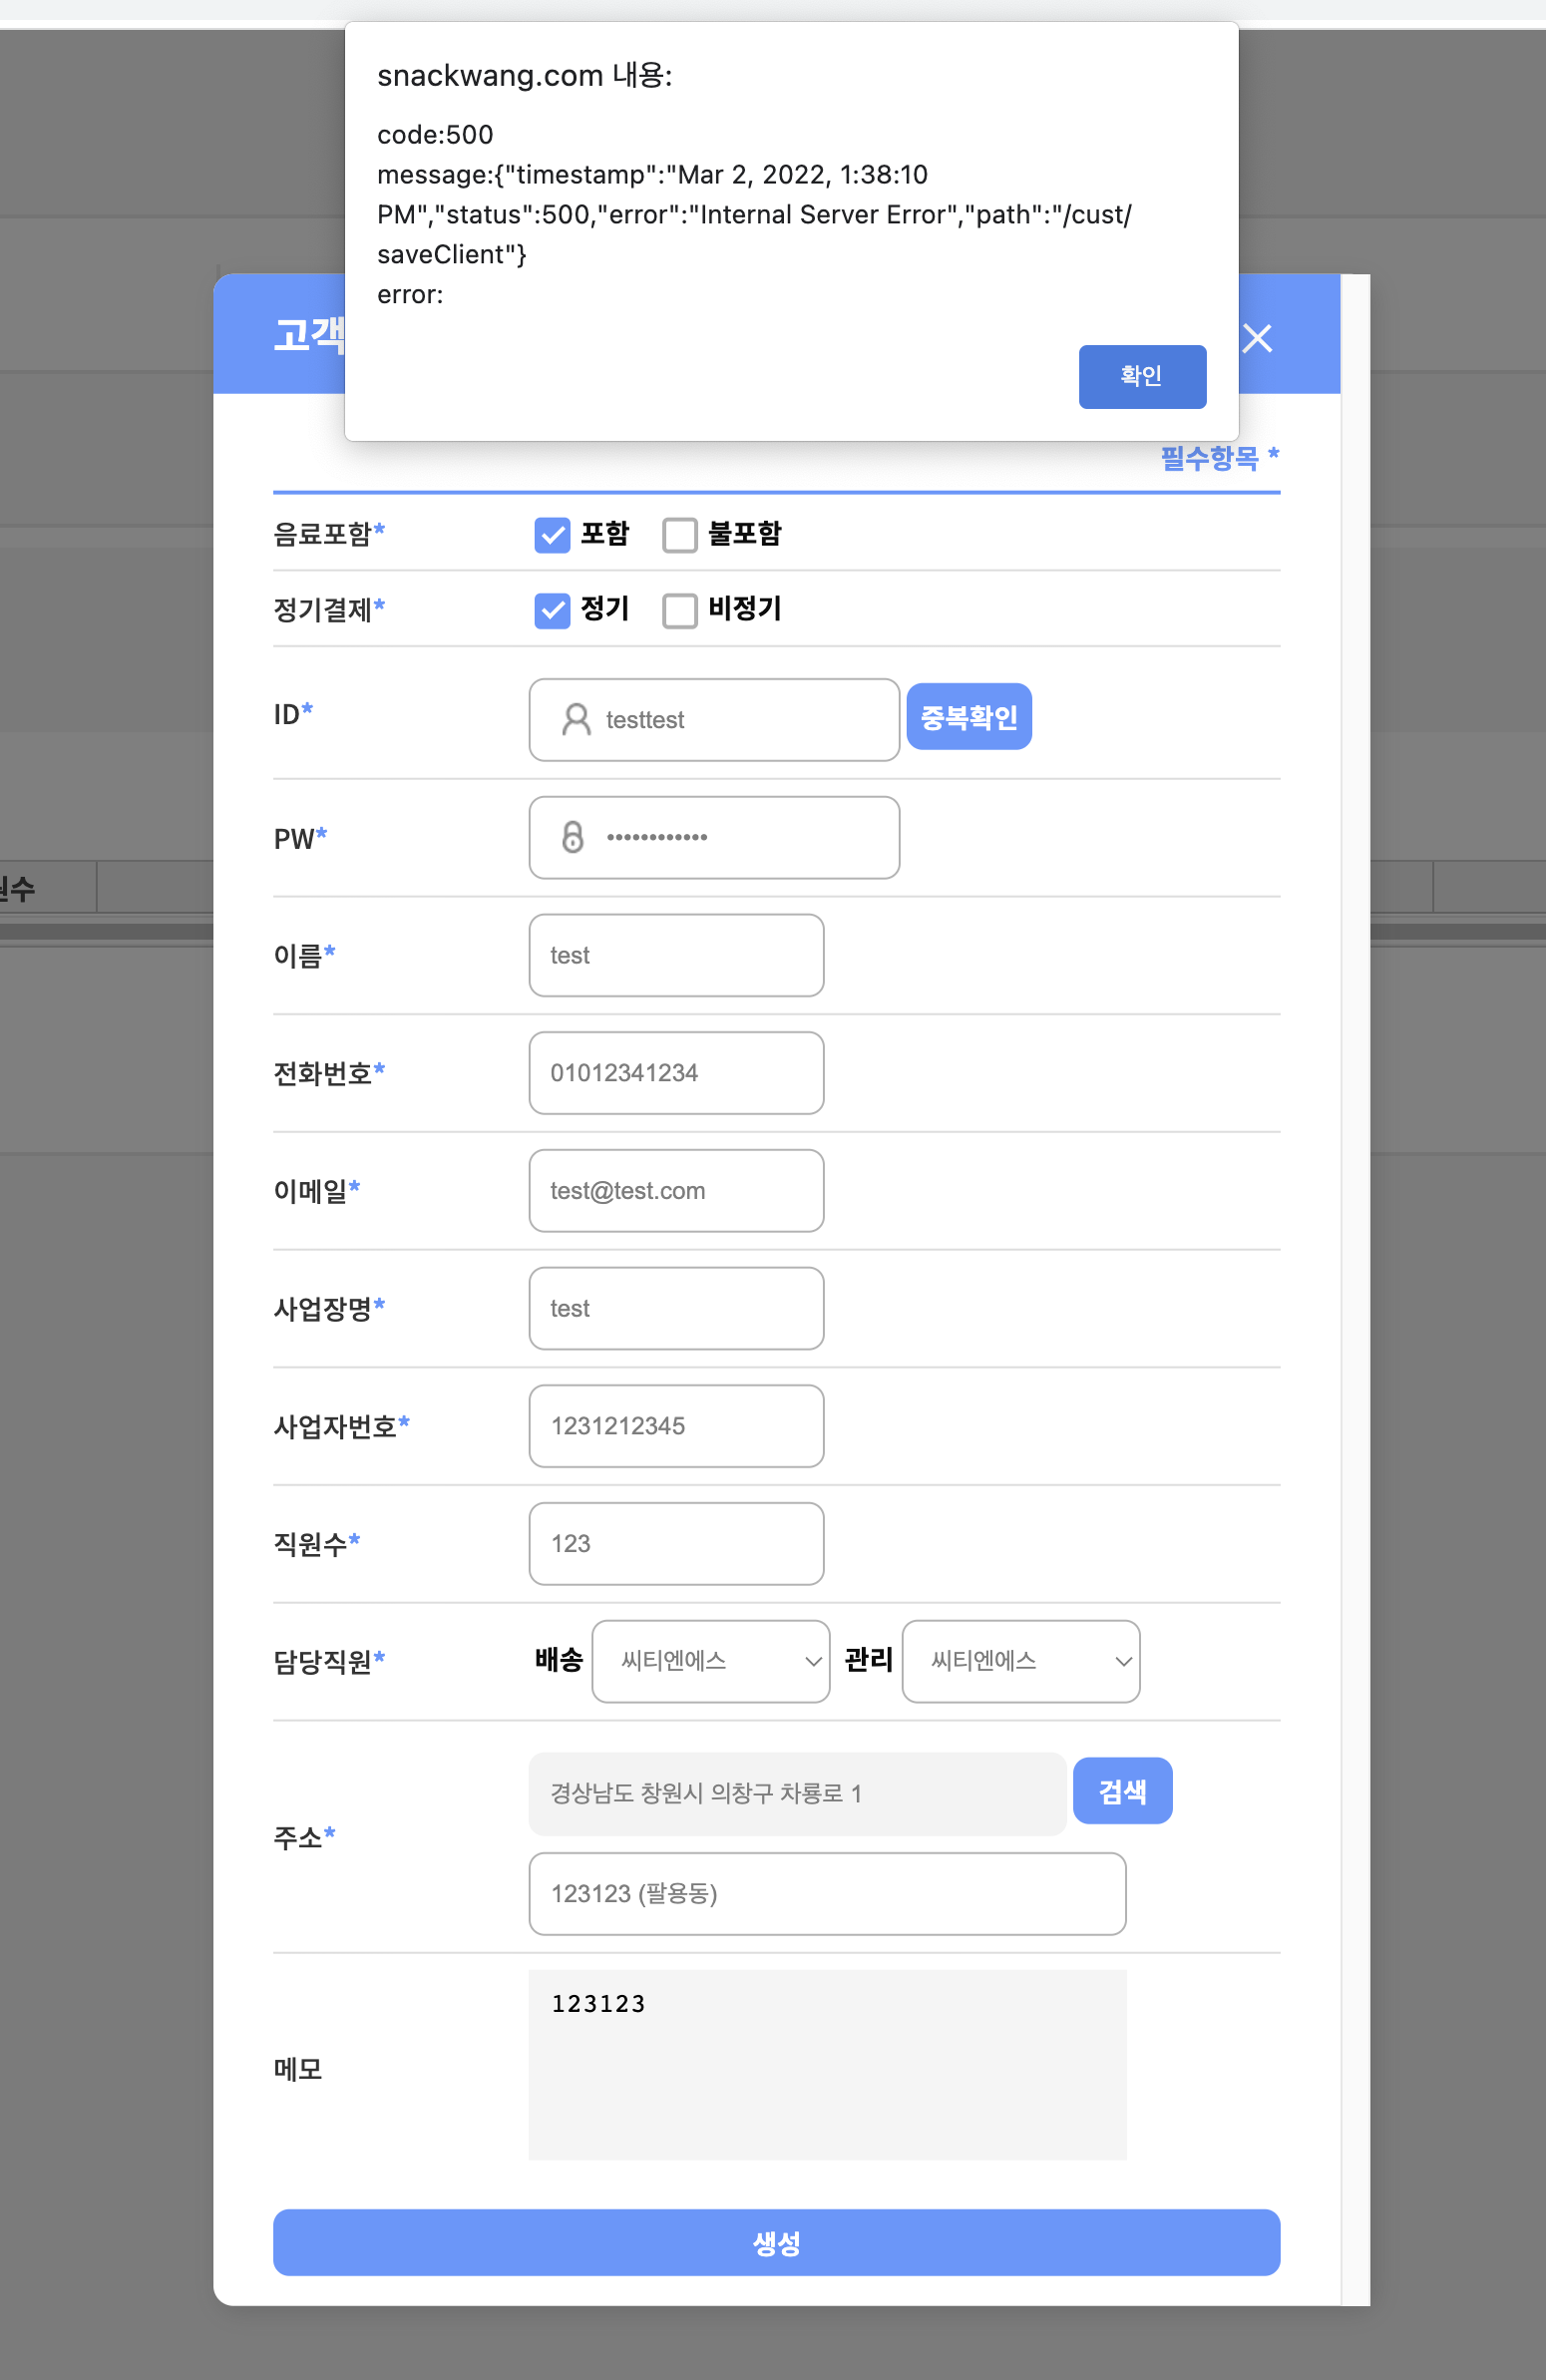 snackwang.com 내용:
code:500
message:{"timestamp":"Mar 2, 2022, 1:38:10
PM","status":500,"error":"Internal Server Error","path":"/cust/
saveClient"}
error:
확인
고객
필수항목 *
음료포함* 포함 불포함
정기결제* 정기 비정기
ID* testtest 중복확인
PW* ••••••••••••
원수
이름* test
전화번호* 01012341234
이메일* test@test.com
사업장명* test
사업자번호* 1231212345
직원수* 123
담당직원* 배송 씨티엔에스 관리 씨티엔에스
주소* 경상남도 창원시 의창구 차룡로 1 검색
123123 (팔용동)
메모 123123
생성